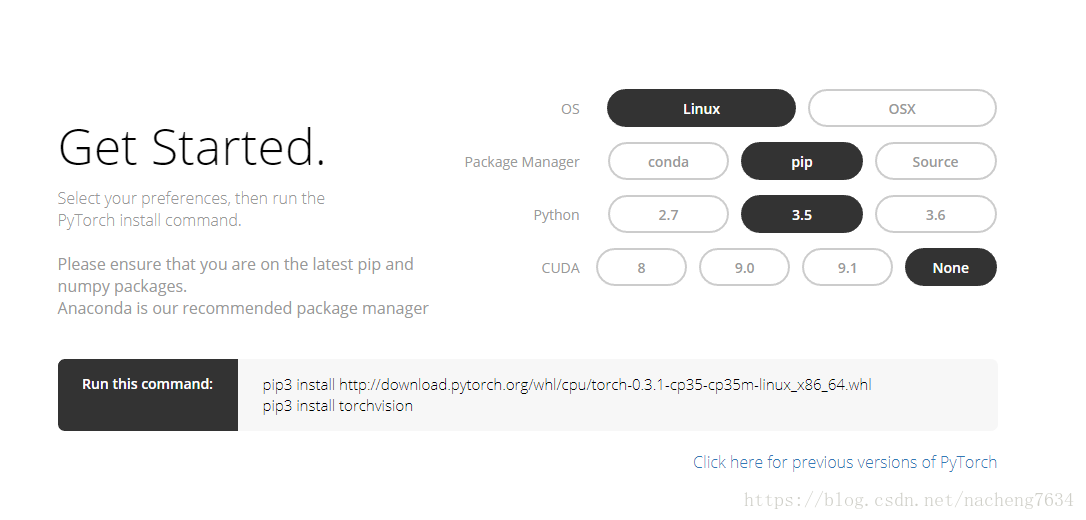 Get Started.
Select your preferences, then run the
PyTorch install command.
Please ensure that you are on the latest pip and
numpy packages.
Anaconda is our recommended package manager
OS Linux OSX
Package Manager conda pip Source
Python 2.7 3.5 3.6
CUDA 8 9.0 9.1 None
Run this command: pip3 install http://download.pytorch.org/whl/cpu/torch-0.3.1-cp35-cp35m-linux_x86_64.whl
pip3 install torchvision
Click here for previous versions of PyTorch
https://blog.csdn.net/nacheng7634